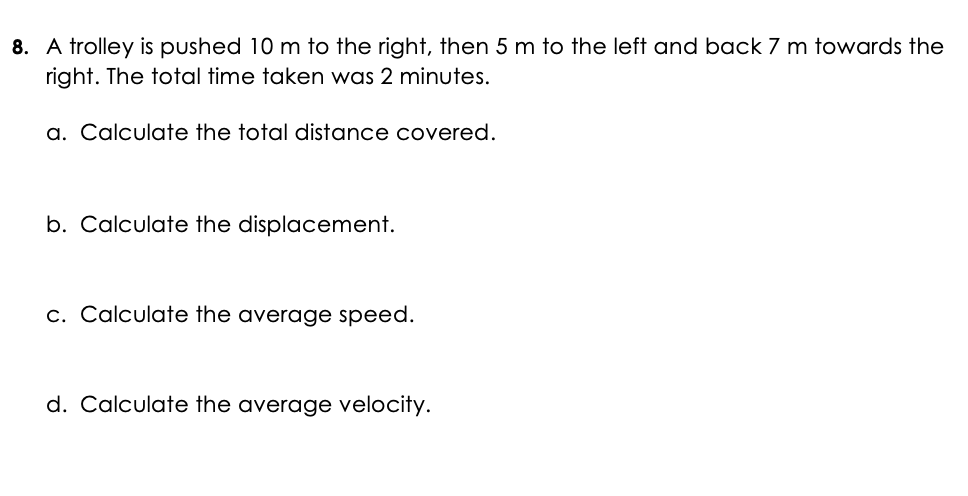 8. A trolley is pushed 10 m to the right, then 5 m to the left and back 7 m towards the
right. The total time taken was 2 minutes.
a. Calculate the total distance covered.
b. Calculate the displacement.
c. Calculate the average speed.
d. Calculate the average velocity.